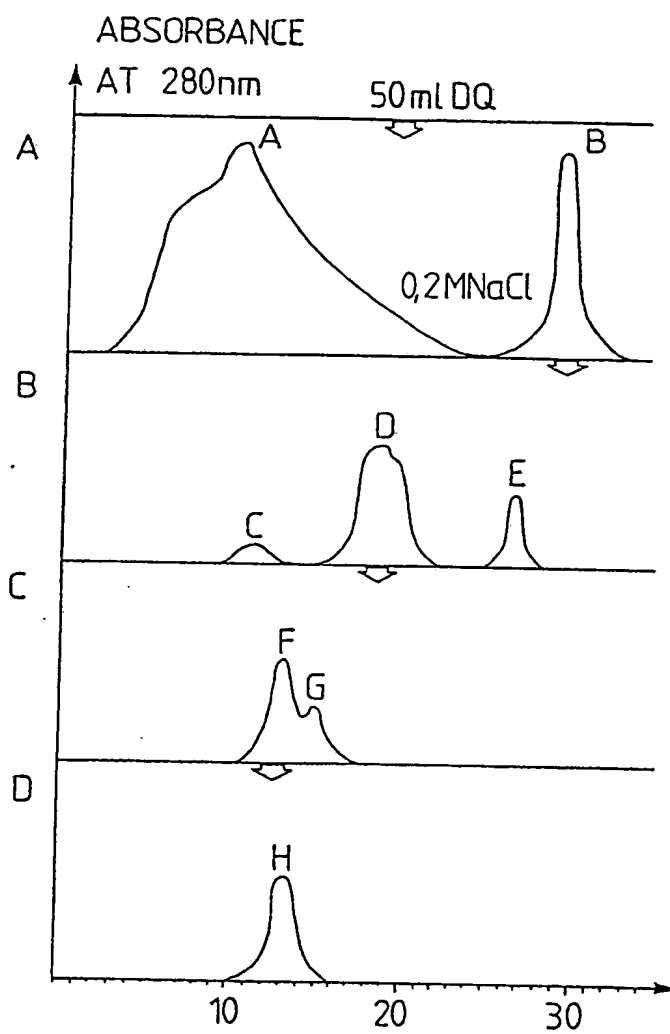 ABSORBANCE
AT 280nm
50ml DQ
A
A
B
0,2MNaCl
B
D
E
C
C
F
G
D
H
10 20 30